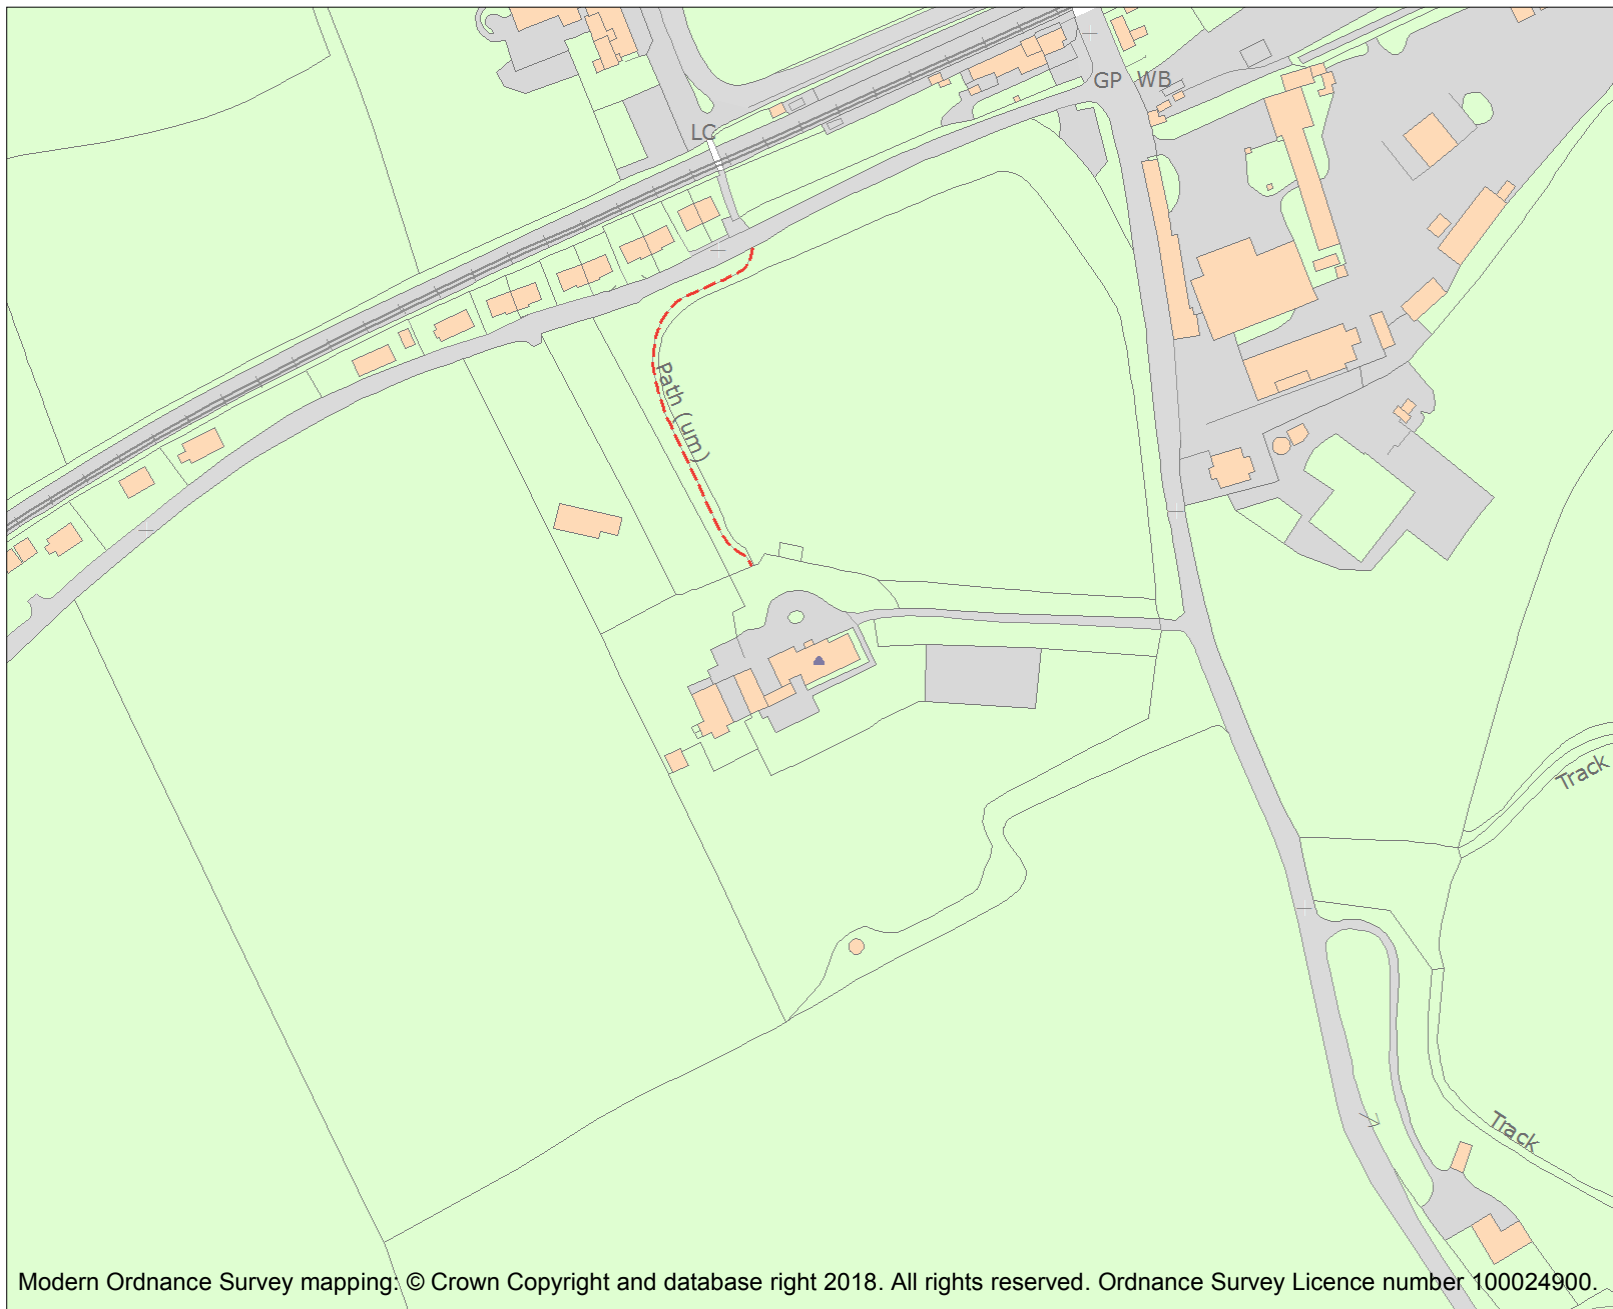 GP WB
LC
Path (um)
Track
Track
Modern Ordnance Survey mapping: © Crown Copyright and database right 2018. All rights reserved. Ordnance Survey Licence number 100024900.